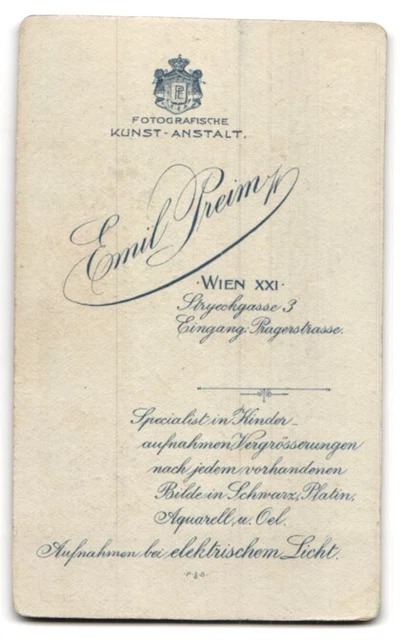 FOTOGRAFISCHE
KUNST-ANSTALT.
Emil Preim jr
·WIEN XXI·
Stryeckgasse 3
Eingang: Pragerstrasse.
Specialist in Kinder-
aufnahmen Vergrösserungen
nach jedem vorhandenen
Bilde in Schwarz, Platin,
Aquarell, u. Oel.
Aufnahmen bei elektrischem Licht.